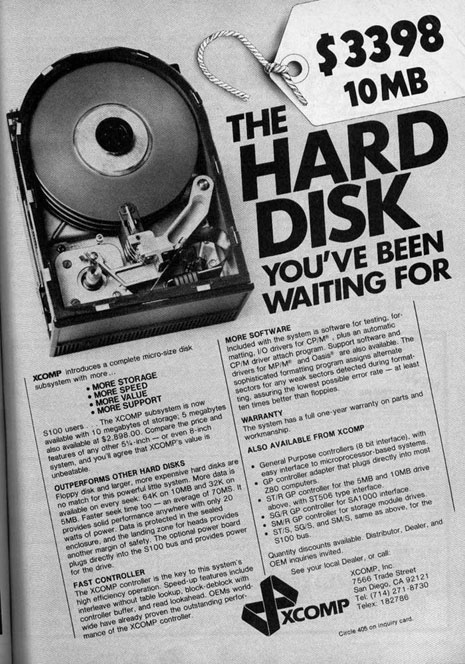 $3398
10MB
THE
HARD
DISK
YOU'VE BEEN
WAITING FOR
XCOMP introduces a complete micro-size disk
subsystem with more . . .
• MORE STORAGE
• MORE SPEED
• MORE VALUE
• MORE SUPPORT
S100 users . . . The XCOMP subsystem is now
available with 10 megabytes of storage; 5 megabytes
also available at $2,898.00. Compare the price and
features of any other 5¼-inch — or even 8-inch
system, and you'll agree that XCOMP's value is
unbeatable.
OUTPERFORMS OTHER HARD DISKS
Floppy disk and larger, more expensive hard disks are
no match for this powerful little system. More data is
available on every seek: 64K on 10MB and 32K on
5MB. Faster seek time too — an average of 70MS. It
provides solid performance anywhere with only 20
watts of power. Data is protected in the sealed
enclosure, and the landing zone for heads provides
another margin of safety. The optional power board
plugs directly into the S100 bus and provides power
for the drive.
FAST CONTROLLER
The XCOMP controller is the key to this system's
high efficiency operation. Speed-up features include
interleave without table lookup, block-deblock with
controller buffer, and read lookahead. OEMs world-
wide have already proven the outstanding perfor-
mance of the XCOMP controller.
MORE SOFTWARE
Included with the system is software for testing, for-
matting, I/O drivers for CP/M®, plus an automatic
CP/M driver attach program. Support software and
drivers for MP/M® and Oasis® are also available. The
sophisticated formatting program assigns alternate
sectors for any weak sectors detected during format-
ting, assuring the lowest possible error rate — at least
ten times better than floppies.
WARRANTY
The system has a full one-year warranty on parts and
workmanship.
ALSO AVAILABLE FROM XCOMP
• General Purpose controllers (8 bit interface), with
easy interface to microprocessor-based systems.
• GP controller adapter that plugs directly into most
Z80 computers.
• ST/R GP controller for the 5MB and 10MB drive
above, with ST506 type interface.
• SG/R GP controller for SA1000 interface.
• SM/R GP controller for storage module drives.
• ST/S, SG/S, and SM/S, same as above, for the
S100 bus.
Quantity discounts available. Distributor, Dealer, and
OEM inquiries invited.
See your local Dealer, or call:
XCOMP
XCOMP, Inc.
7566 Trade Street
San Diego, CA 92121
Tel: (714) 271-8730
Telex: 182786
Circle 405 on inquiry card.